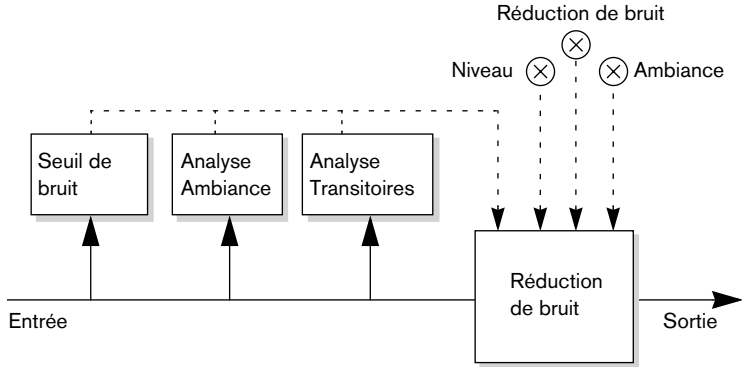 Réduction de bruit
Niveau
Ambiance
Seuil de
bruit
Analyse
Ambiance
Analyse
Transitoires
Réduction
de bruit
Entrée
Sortie